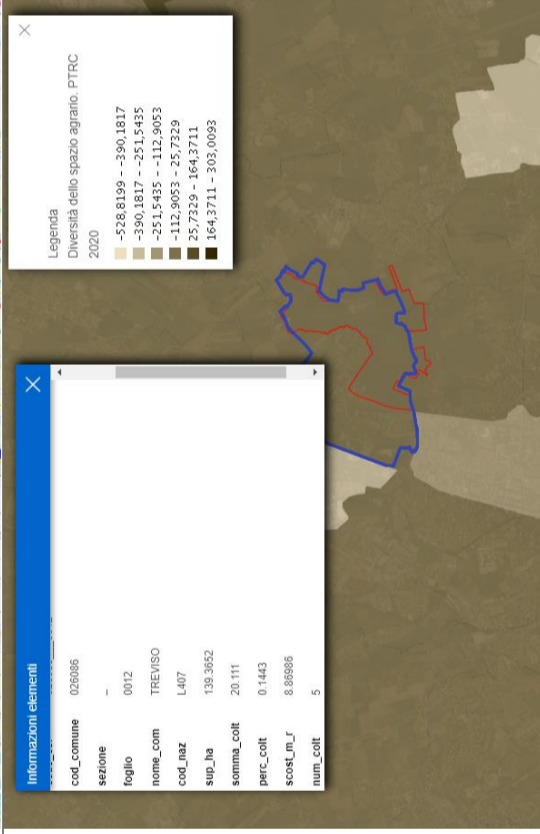 Informazioni elementi
cod_comune 026086
sezione –
foglio 0012
nome_com TREVISO
cod_naz L407
sup_ha 139.3652
somma_colt 20.111
perc_colt 0.1443
scost_m_r 8.86986
num_colt 5
Legenda
Diversità dello spazio agrario. PTRC
2020
-528,8199 - -390,1817
-390,1817 - -251,5435
-251,5435 - -112,9053
-112,9053 - 25,7329
25,7329 - 164,3711
164,3711 - 303,0093